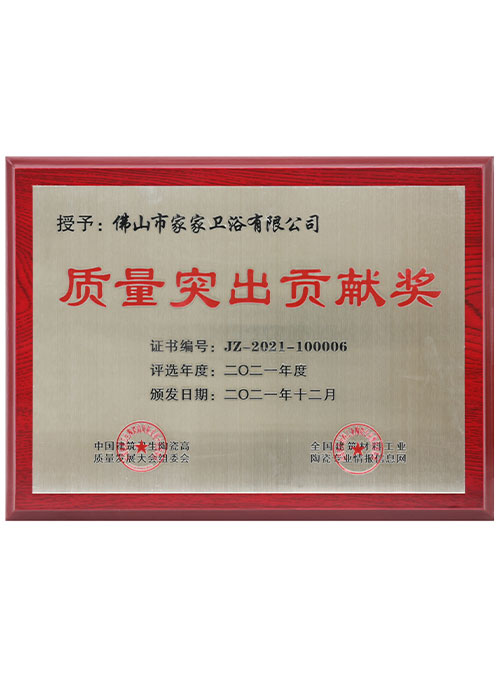 授予：佛山市家家卫浴有限公司
质量突出贡献奖
证书编号：JZ-2021-100006
评选年度：二〇二一年度
颁发日期：二〇二一年十二月
中国建筑卫生陶瓷高
质量发展大会组委会
全国建筑材料工业
陶瓷专业情报信息网